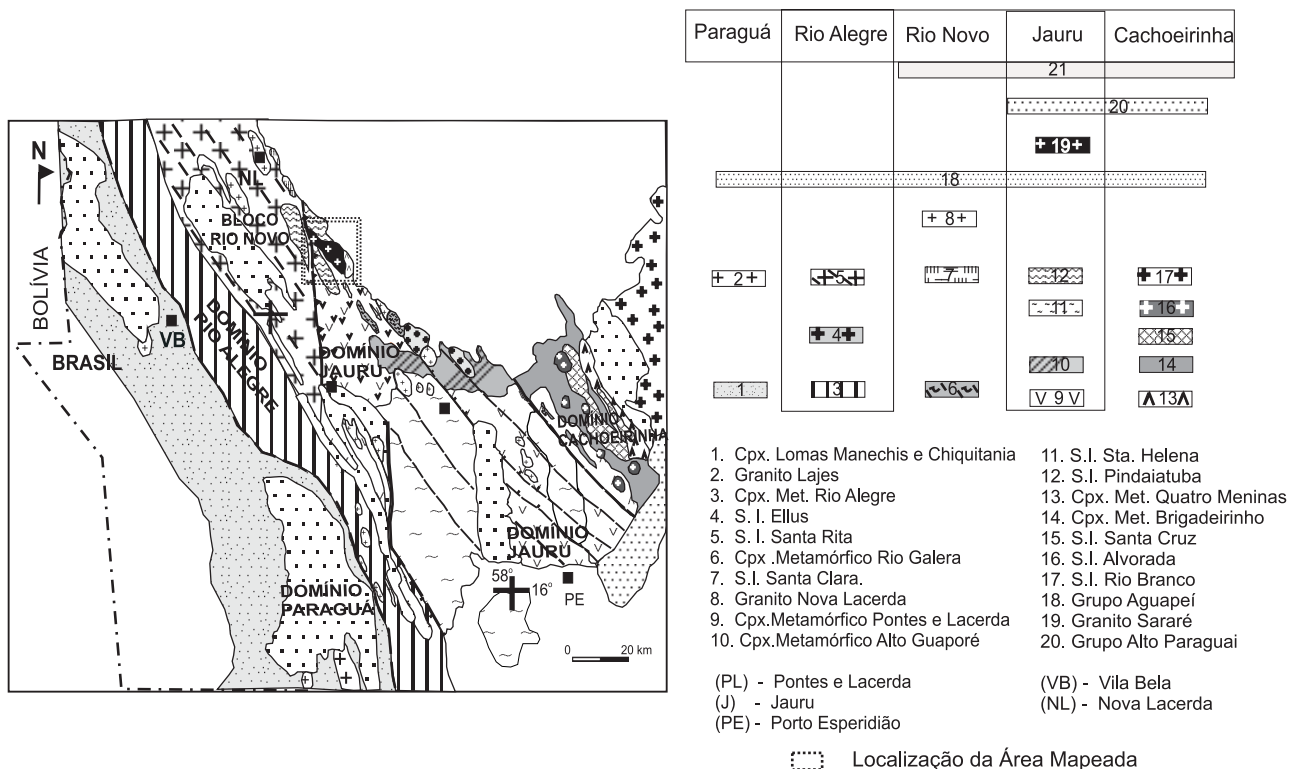 N
BOLÍVIA
BRASIL
VB
NL
BLOCO
RIO NOVO
DOMÍNIO
RIO ALEGRE
DOMÍNIO
JAURU
DOMÍNIO
CACHOEIRINHA
DOMÍNIO
JAURU
DOMÍNIO
PARAGUÁ
58°
16°
PE
0 20 km
Paraguá Rio Alegre Rio Novo Jauru Cachoeirinha
21
20
19
18
8
2 5 7 12 17
11 16
4 15
10 14
1 3 6 9 13
1. Cpx. Lomas Manechis e Chiquitania
2. Granito Lajes
3. Cpx. Met. Rio Alegre
4. S. I. Ellus
5. S. I. Santa Rita
6. Cpx .Metamórfico Rio Galera
7. S.I. Santa Clara.
8. Granito Nova Lacerda
9. Cpx.Metamórfico Pontes e Lacerda
10. Cpx.Metamórfico Alto Guaporé
11. S.I. Sta. Helena
12. S.I. Pindaiatuba
13. Cpx. Met. Quatro Meninas
14. Cpx. Met. Brigadeirinho
15. S.I. Santa Cruz
16. S.I. Alvorada
17. S.I. Rio Branco
18. Grupo Aguapeí
19. Granito Sararé
20. Grupo Alto Paraguai
(PL) - Pontes e Lacerda
(J) - Jauru
(PE) - Porto Esperidião
(VB) - Vila Bela
(NL) - Nova Lacerda
Localização da Área Mapeada